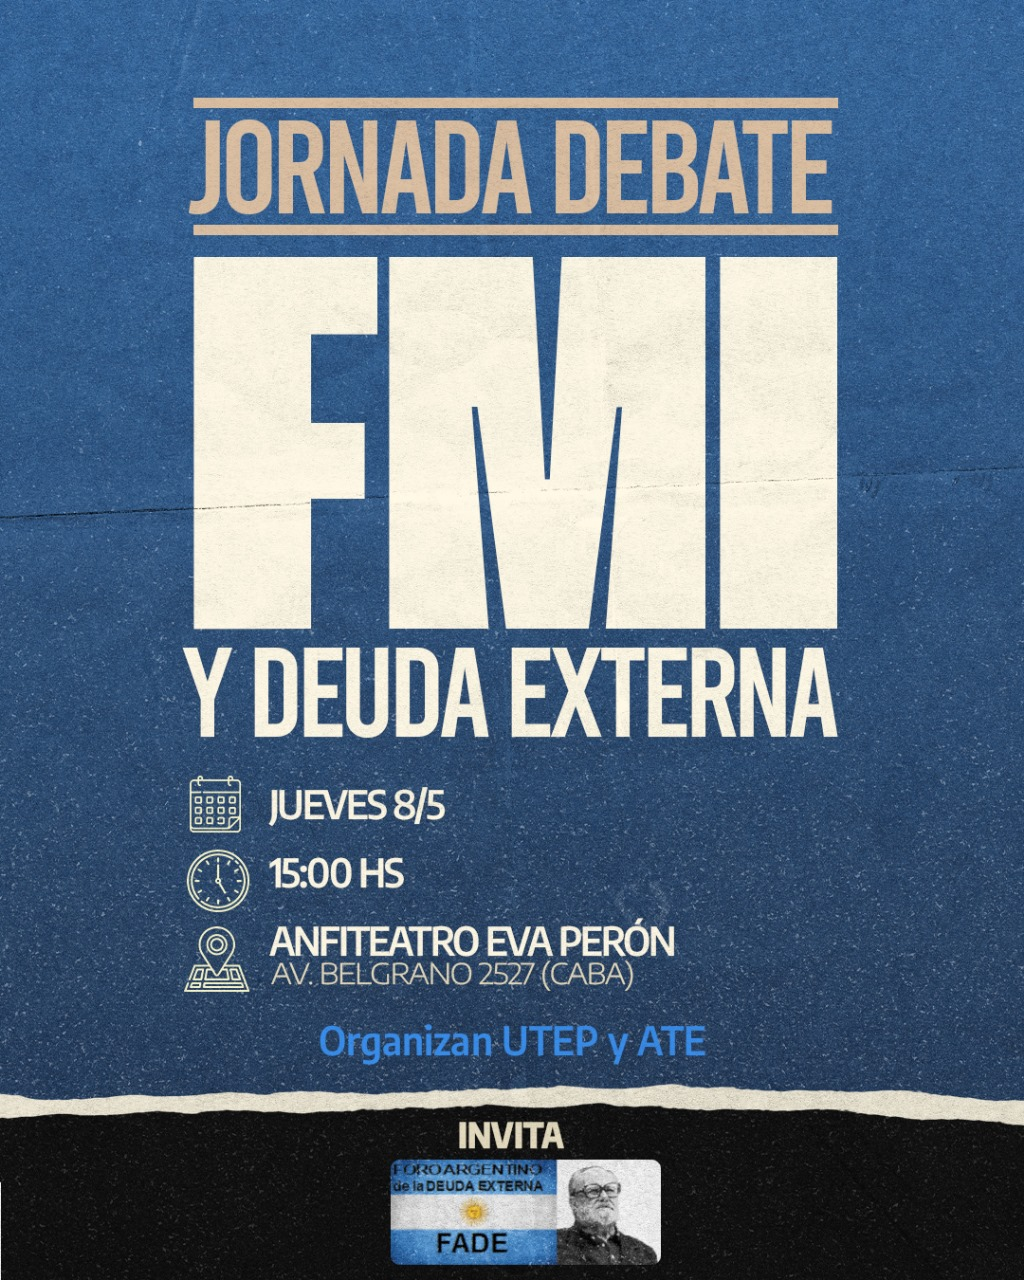 JORNADA DEBATE
FMI
Y DEUDA EXTERNA
JUEVES 8/5
15:00 HS
ANFITEATRO EVA PERÓN
AV. BELGRANO 2527 (CABA)
Organizan UTEP y ATE
INVITA
FORO ARGENTINO
de la DEUDA EXTERNA
FADE